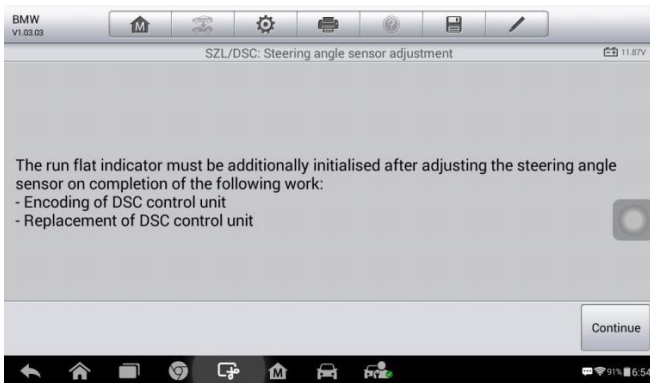 BMW
V1.03.03
SZL/DSC: Steering angle sensor adjustment
11.87V
The run flat indicator must be additionally initialised after adjusting the steering angle
sensor on completion of the following work:
- Encoding of DSC control unit
- Replacement of DSC control unit
Continue
91% 6:54